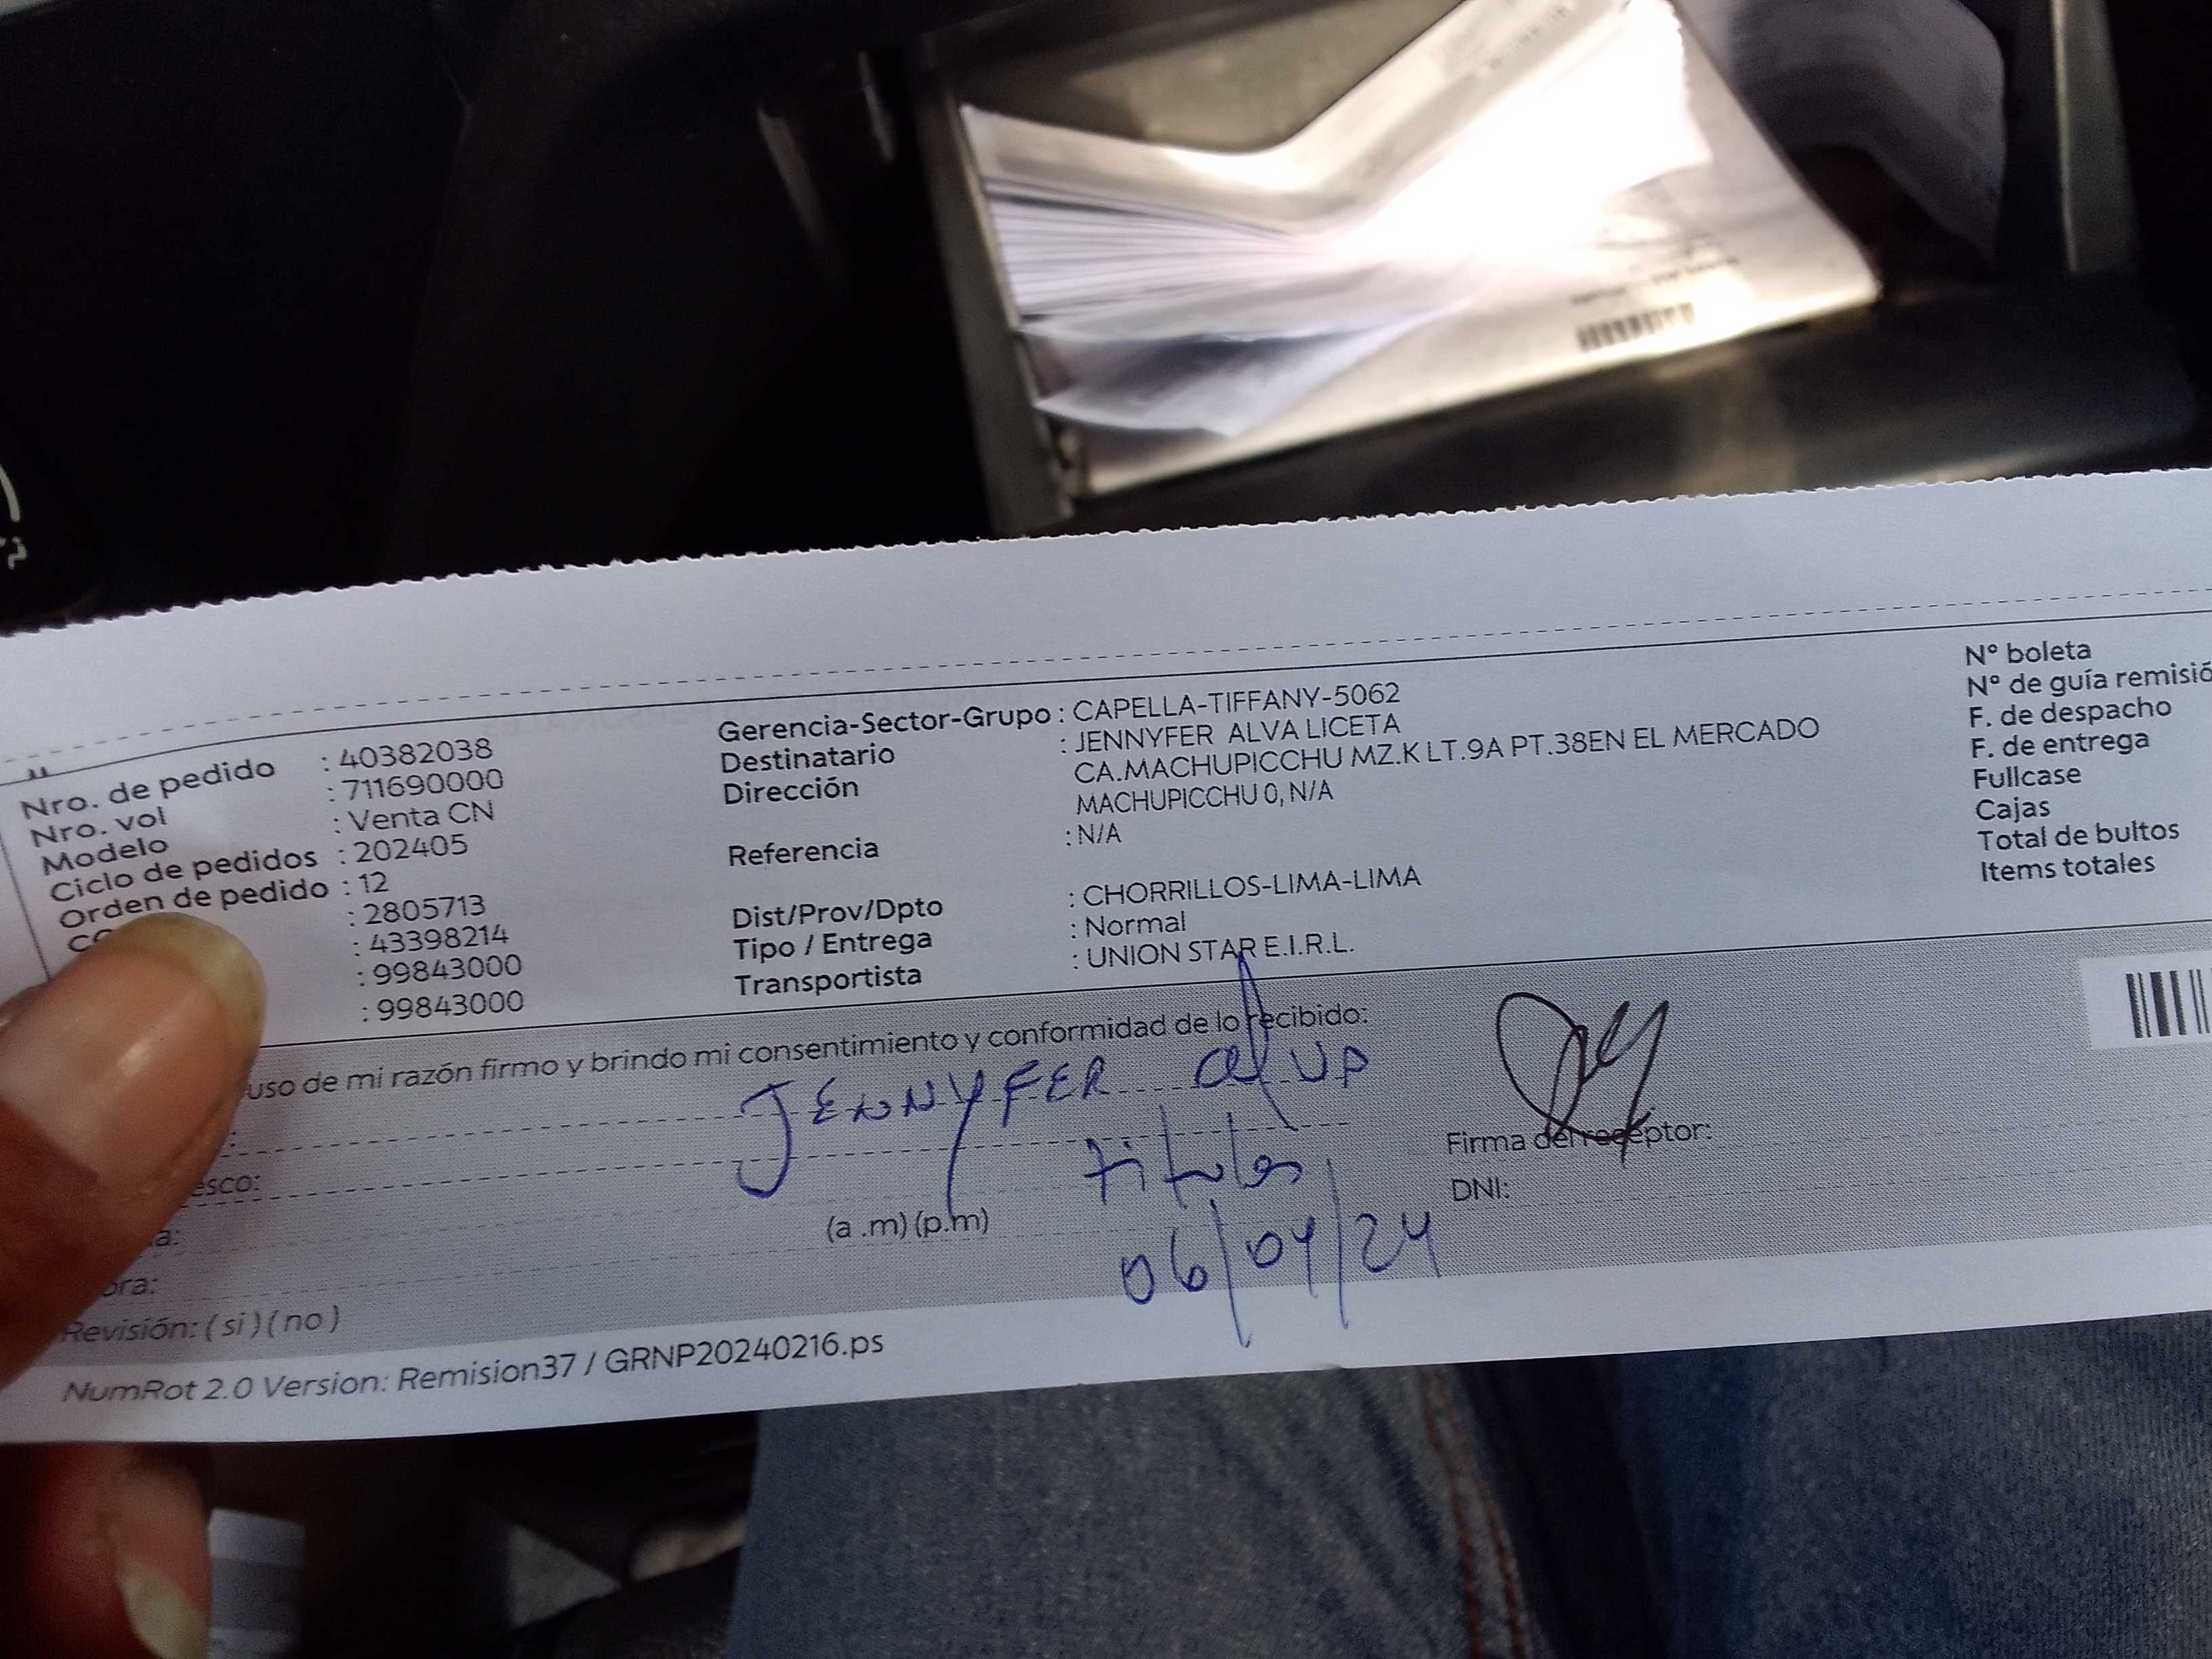 Nro. de pedido : 40382038
Nro. vol : 711690000
Modelo : Venta CN
Ciclo de pedidos : 202405
Orden de pedido : 12
: 2805713
: 43398214
: 99843000
: 99843000
Gerencia-Sector-Grupo : CAPELLA-TIFFANY-5062
Destinatario : JENNYFER ALVA LICETA
Dirección CA.MACHUPICCHU MZ.K LT.9A PT.38EN EL MERCADO
MACHUPICCHU 0, N/A
Referencia : N/A
Dist/Prov/Dpto : CHORRILLOS-LIMA-LIMA
Tipo / Entrega : Normal
Transportista : UNION STAR E.I.R.L.
N° boleta
N° de guía remisió
F. de despacho
F. de entrega
Fullcase
Cajas
Total de bultos
Items totales
uso de mi razón firmo y brindo mi consentimiento y conformidad de lo recibido:
JENNYFER
titular
esco:
(a .m) (p.m)
06/04/24
Firma del receptor:
DNI:
a:
ora:
Revisión: ( si ) ( no )
NumRot 2.0 Version: Remision37 / GRNP20240216.ps